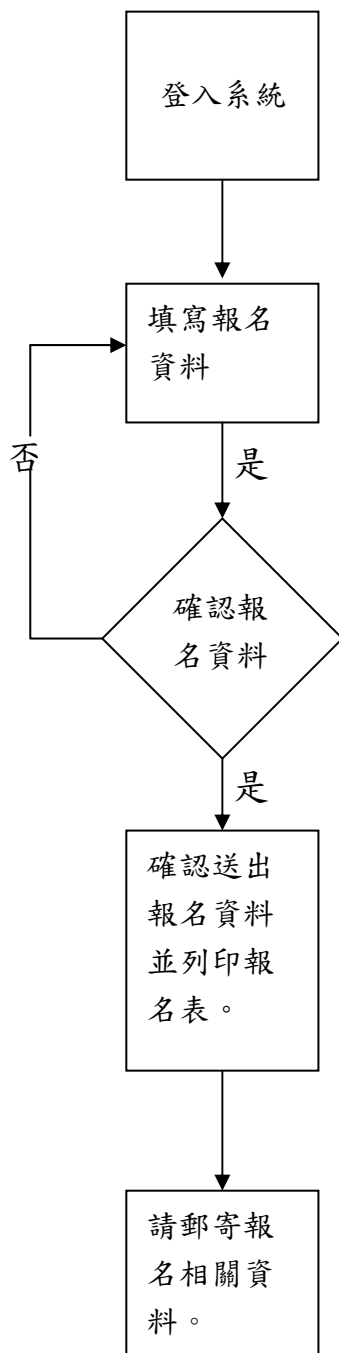 登入系統
填寫報名
資料
否
是
確認報
名資料
是
確認送出
報名資料
並列印報
名表。
請郵寄報
名相關資
料。